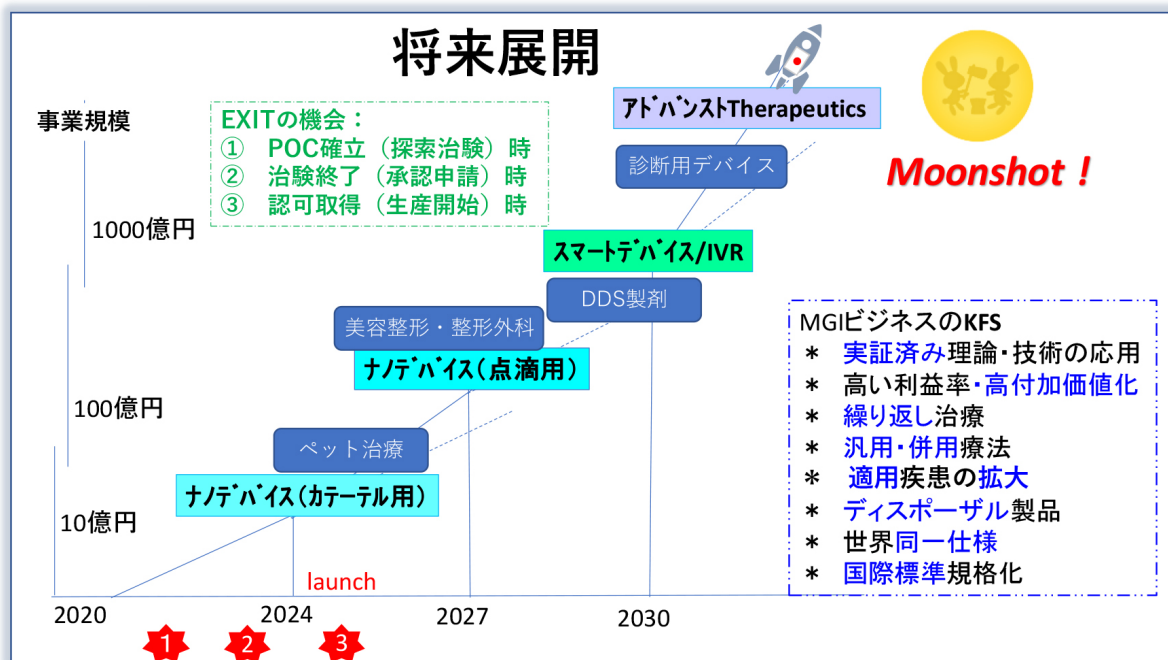 将来展開
事業規模
EXITの機会：
① POC確立（探索治験）時
② 治験終了（承認申請）時
③ 認可取得（生産開始）時
アドバンストTherapeutics
診断用デバイス
Moonshot！
1000億円
スマートデバイス/IVR
DDS製剤
美容整形・整形外科
ナノデバイス(点滴用)
100億円
ペット治療
ナノデバイス(カテーテル用)
10億円
MGIビジネスのKFS
* 実証済み理論・技術の応用
* 高い利益率・高付加価値化
* 繰り返し治療
* 汎用・併用療法
* 適用疾患の拡大
* ディスポーザル製品
* 世界同一仕様
* 国際標準規格化
launch
2020 2024 2027 2030
1 2 3